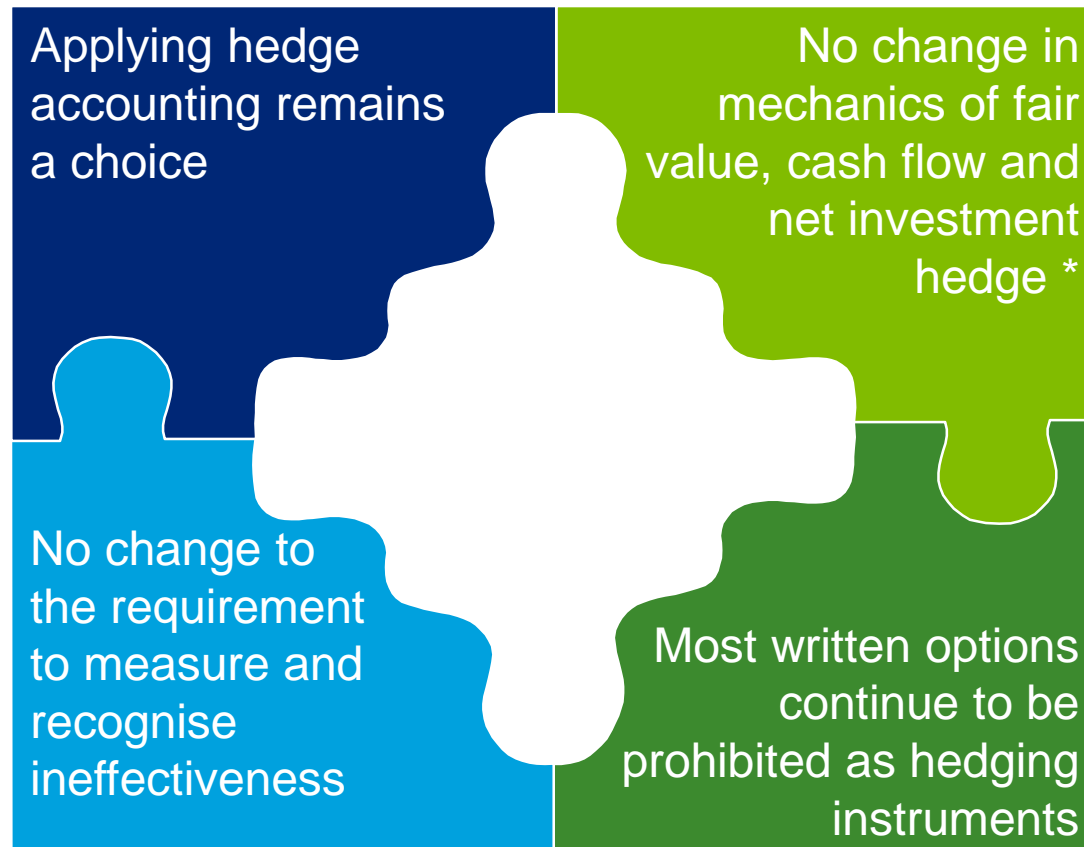 Applying hedge
accounting remains
a choice
No change in
mechanics of fair
value, cash flow and
net investment
hedge *
No change to
the requirement
to measure and
recognise
ineffectiveness
Most written options
continue to be
prohibited as hedging
instruments